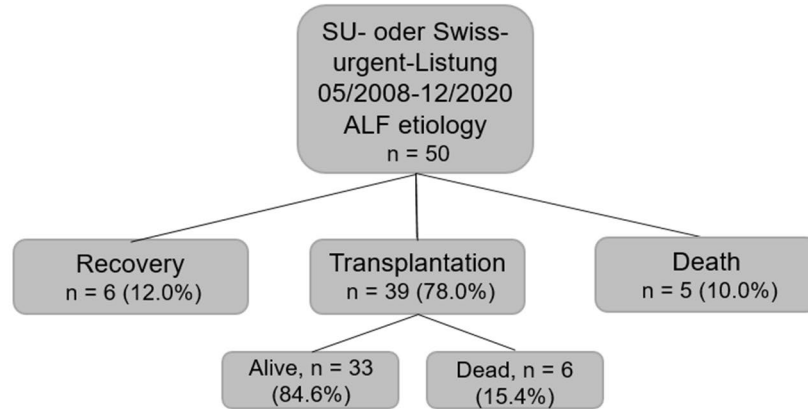 SU- oder Swiss-
urgent-Listung
05/2008-12/2020
ALF etiology
n = 50
Recovery
n = 6 (12.0%)
Transplantation
n = 39 (78.0%)
Death
n = 5 (10.0%)
Alive, n = 33
(84.6%)
Dead, n = 6
(15.4%)